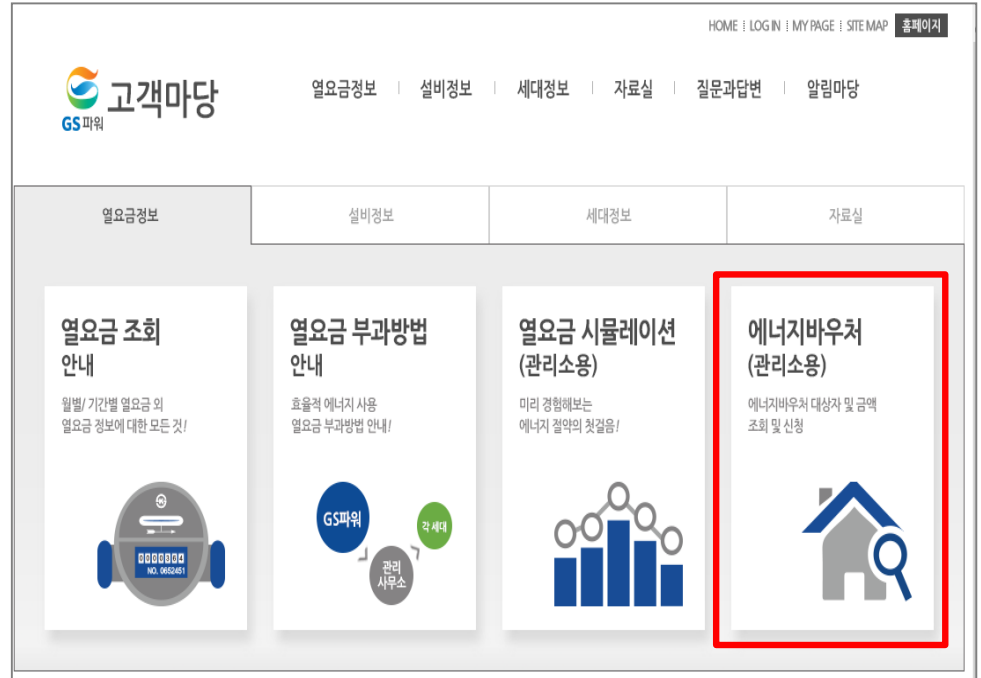 HOME LOG IN MY PAGE SITE MAP 홈페이지
GS파워 고객마당
열요금정보 설비정보 세대정보 자료실 질문과답변 알림마당
열요금정보 설비정보 세대정보 자료실
열요금 조회
안내
월별/ 기간별 열요금 외
열요금 정보에 대한 모든 것!
0000304
NO. 0652451
열요금 부과방법
안내
효율적 에너지 사용
열요금 부과방법 안내!
GS파워
각 세대
관리
사무소
열요금 시뮬레이션
(관리소용)
미리 경험해보는
에너지 절약의 첫걸음!
에너지바우처
(관리소용)
에너지바우처 대상자 및 금액
조회 및 신청